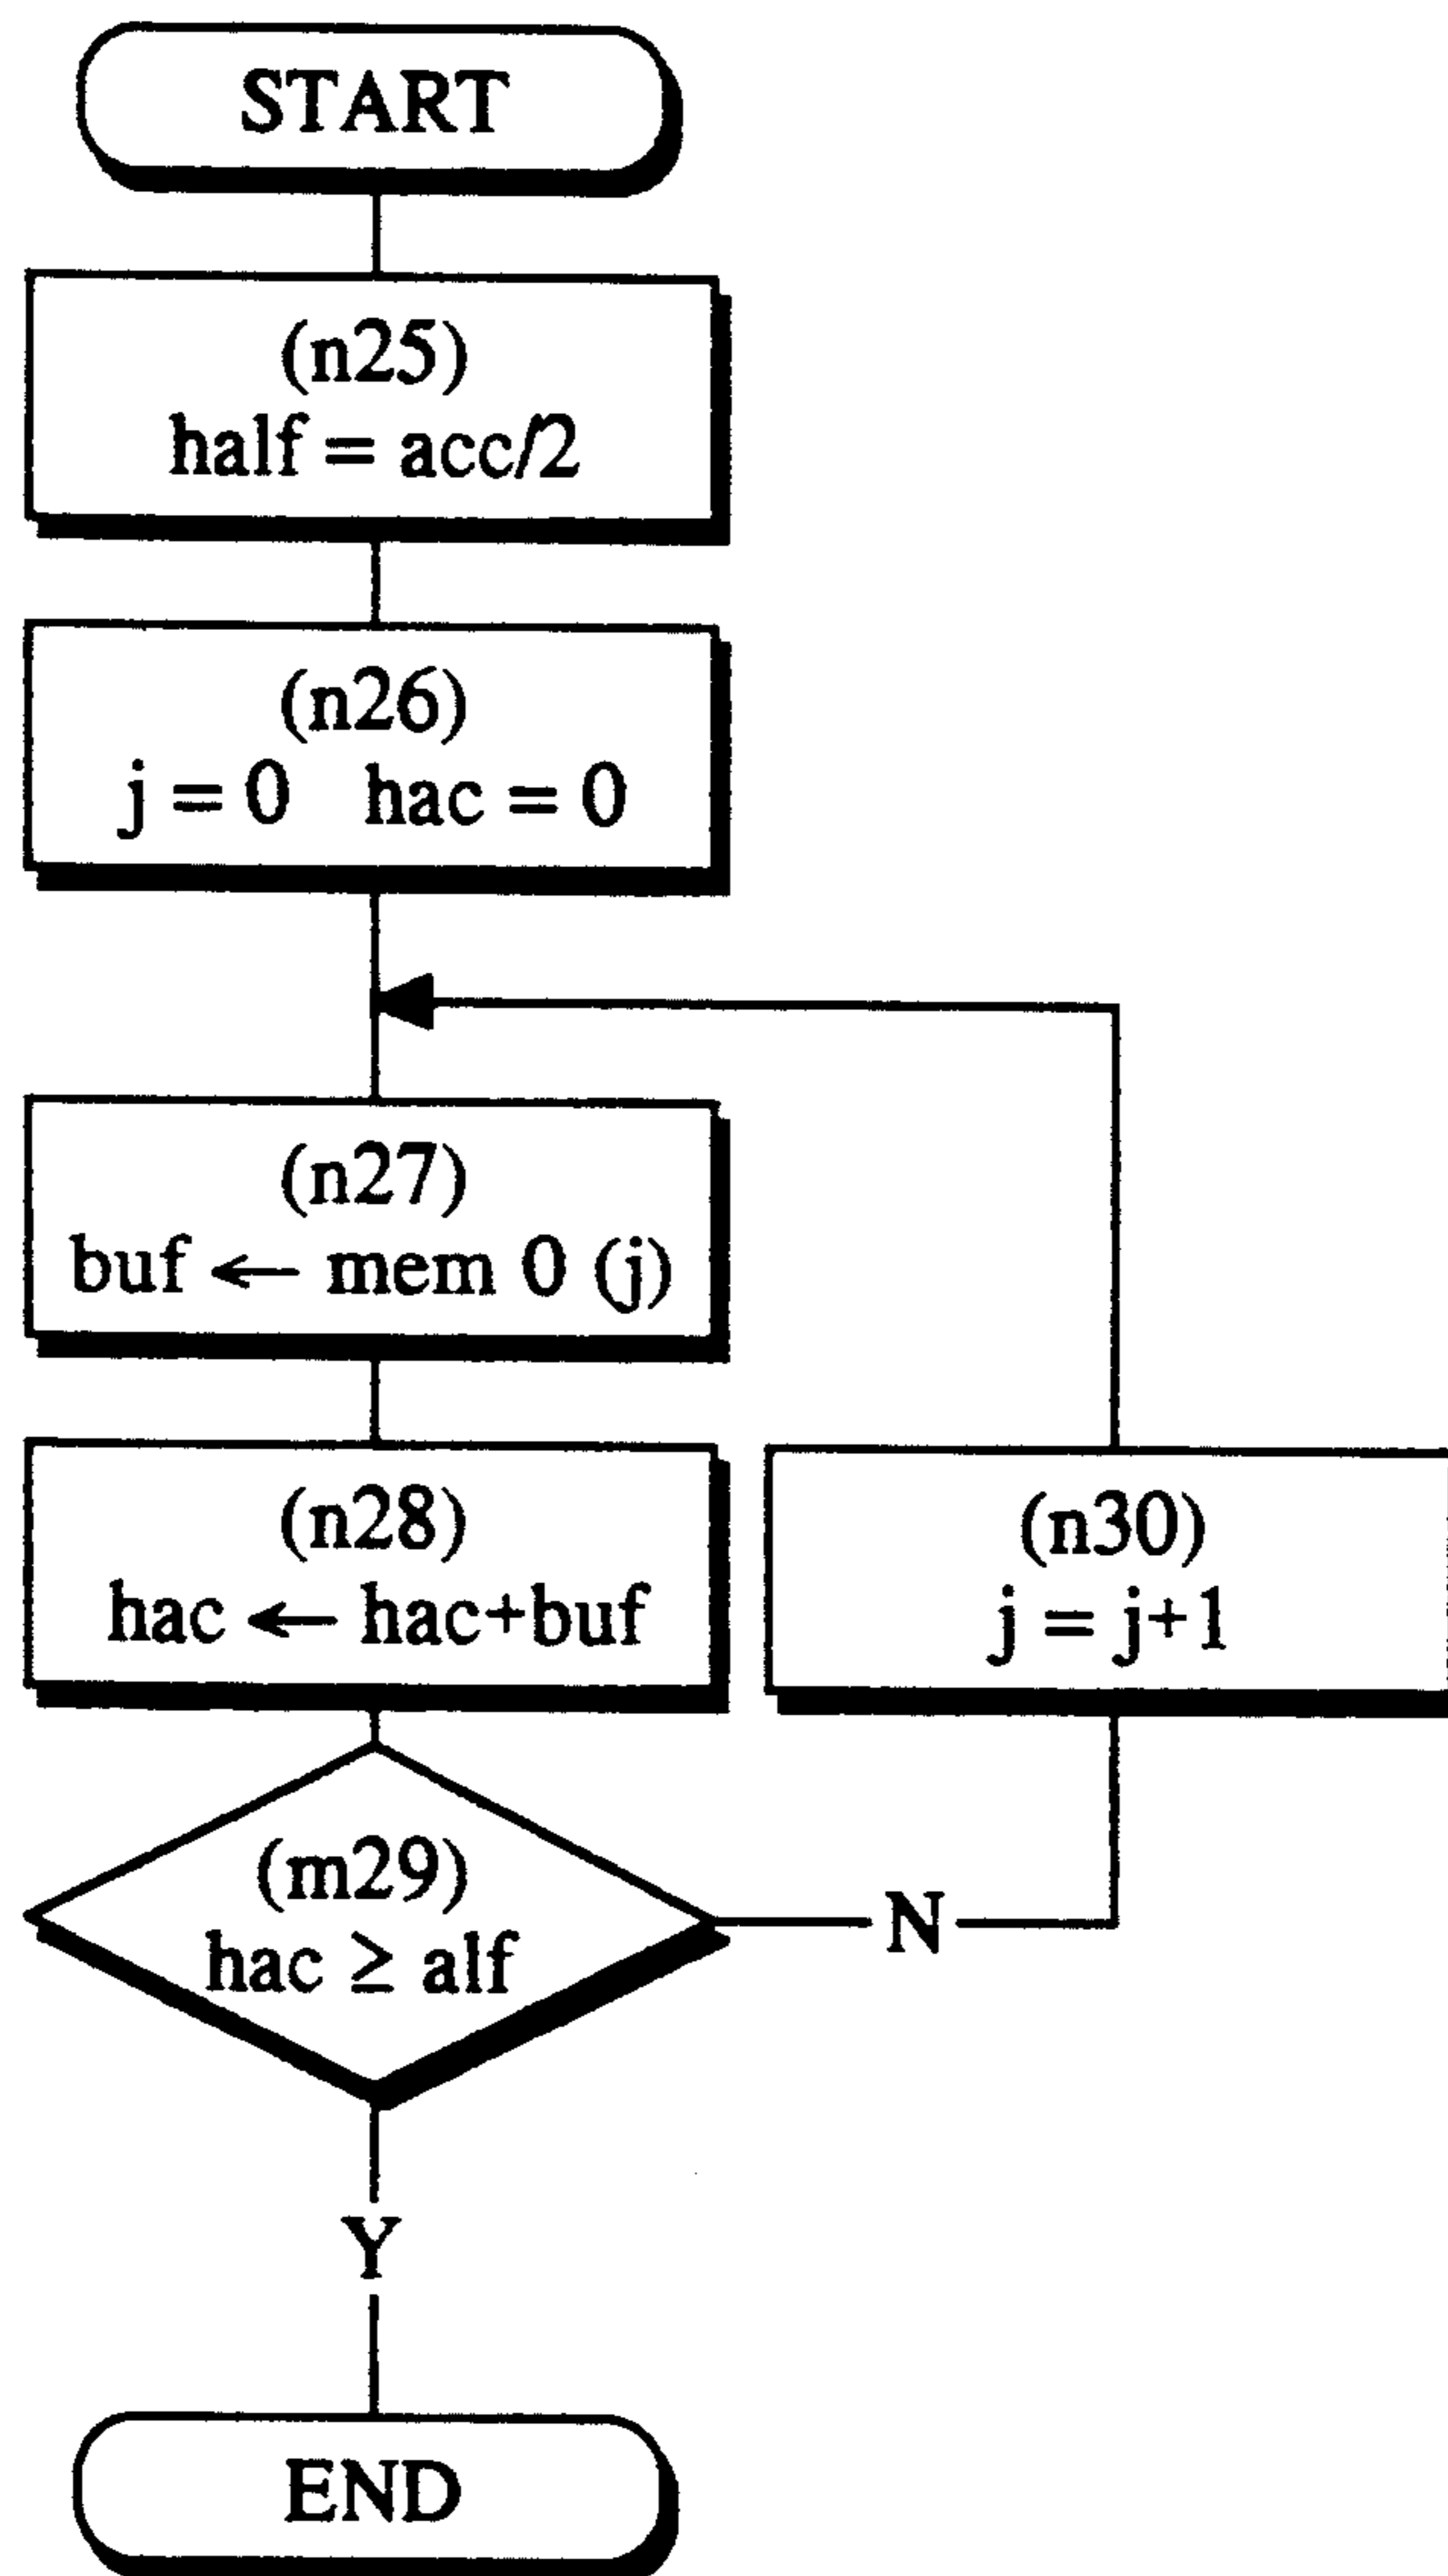 START
(n25)
half = acc/2
(n26)
j = 0 hac = 0
(n27)
buf ← mem 0 (j)
(n28)
hac ← hac+buf
(n30)
j = j+1
(m29)
hac ≥ alf
N
Y
END